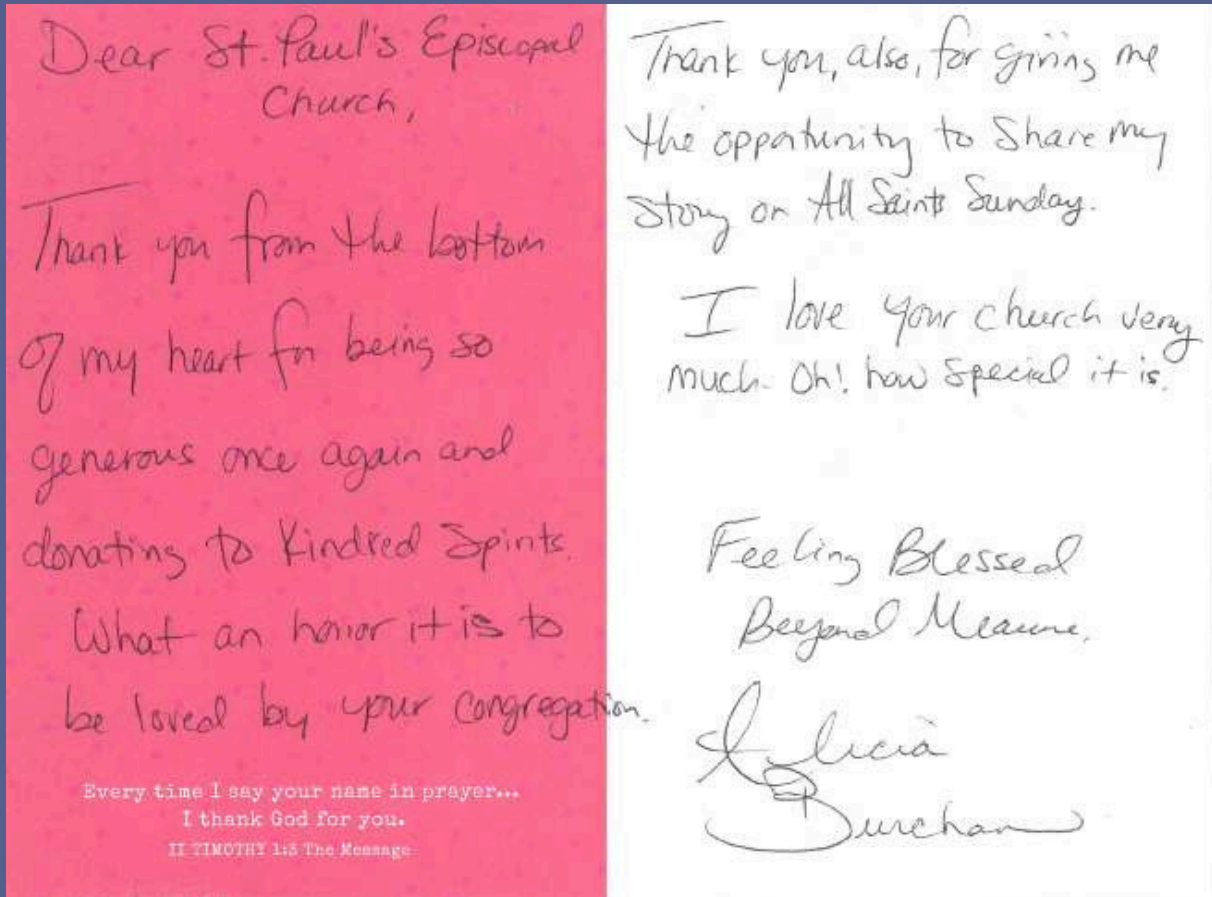 Dear St. Paul's Episcopal
Church,
Thank you from the bottom
of my heart for being so
generous once again and
donating to Kindred Spirits.
What an honor it is to
be loved by your congregation.
Every time I say your name in prayer...
I thank God for you.
II TIMOTHY 1:3 The Message
Thank you, also, for giving me
the opportunity to share my
story on All Saints Sunday.
I love your church very
much. Oh! how special it is.
Feeling Blessed
Beyond Measure,